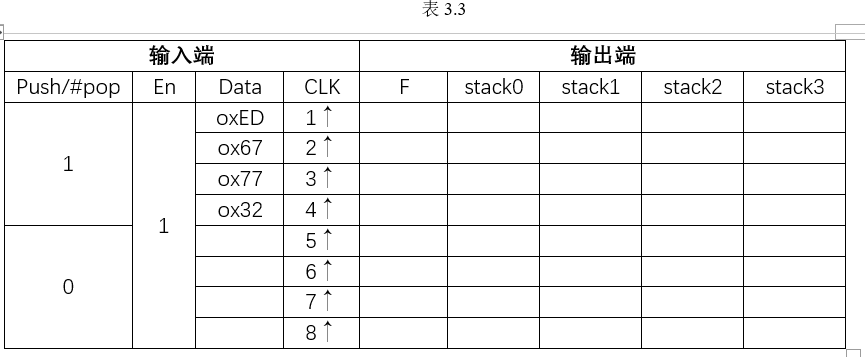 表 3.3
输入端 输出端
Push/#pop En Data CLK F stack0 stack1 stack2 stack3
1 1 oxED 1↑
ox67 2↑
ox77 3↑
ox32 4↑
0 5↑
6↑
7↑
8↑